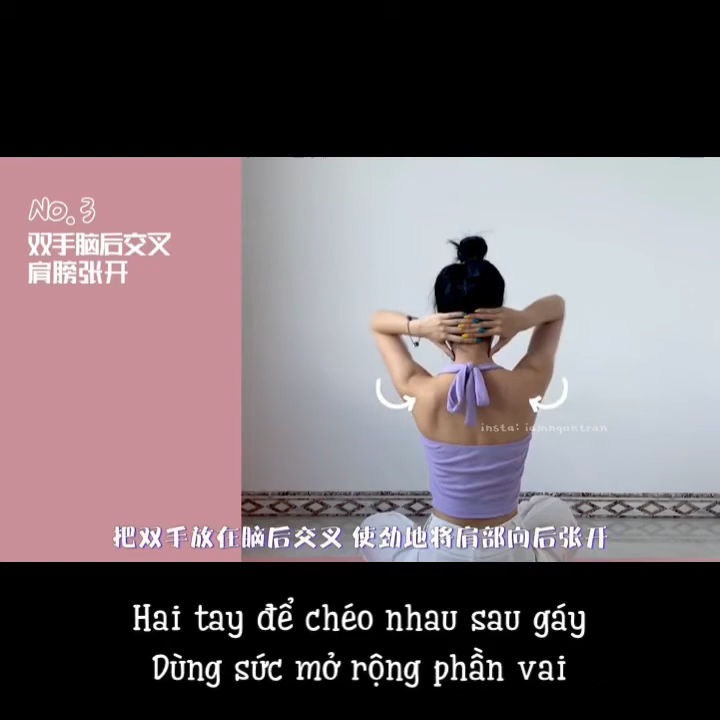 No.3
双手脑后交叉
肩膀张开
insta: iamngahtran
把双手放在脑后交叉 使劲地将肩部向后张开
Hai tay để chéo nhau sau gáy
Dùng sức mở rộng phần vai